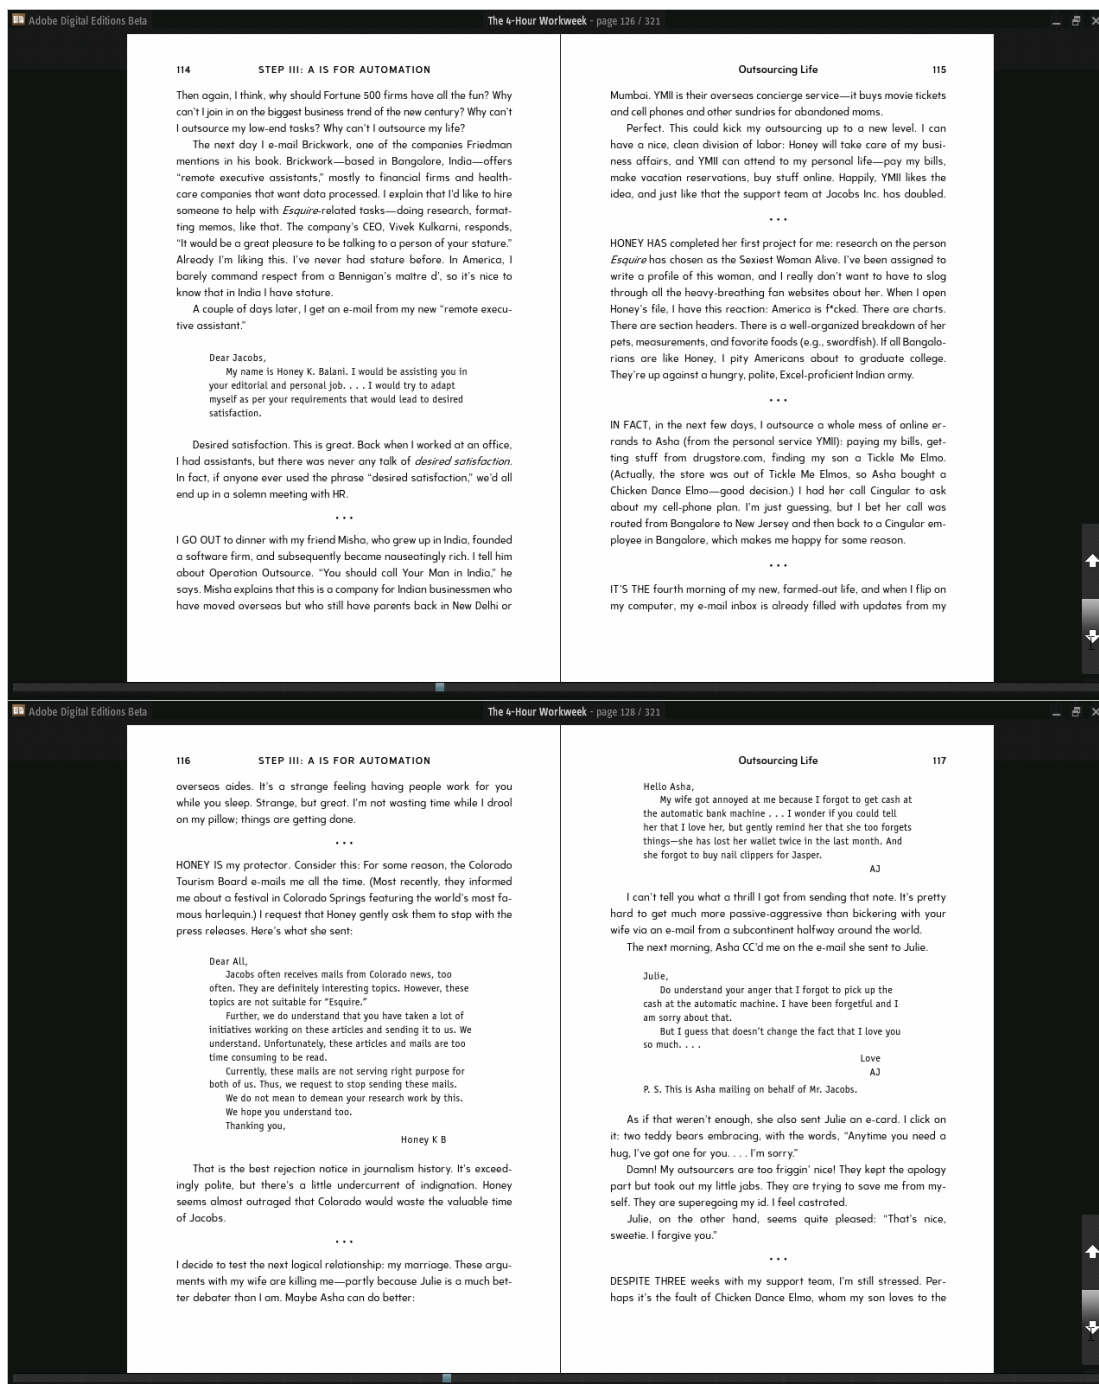 Adobe Digital Editions Beta
The 4-Hour Workweek - page 126 / 321
114
STEP III: A IS FOR AUTOMATION
Then again, I think, why should Fortune 500 firms have all the fun? Why
can't I join in on the biggest business trend of the new century? Why can't
I outsource my low-end tasks? Why can't I outsource my life?
The next day I e-mail Brickwork, one of the companies Friedman
mentions in his book. Brickwork—based in Bangalore, India—offers
“remote executive assistants,” mostly to financial firms and health-
care companies that want data processed. I explain that I'd like to hire
someone to help with Esquire-related tasks—doing research, format-
ting memos, like that. The company's CEO, Vivek Kulkarni, responds,
“It would be a great pleasure to be talking to a person of your stature.”
Already I'm liking this. I've never had stature before. In America, I
barely command respect from a Bennigan's maître d', so it's nice to
know that in India I have stature.
A couple of days later, I get an e-mail from my new “remote execu-
tive assistant.”
Dear Jacobs,
My name is Honey K. Balani. I would be assisting you in
your editorial and personal job. . . . I would try to adapt
myself as per your requirements that would lead to desired
satisfaction.
Desired satisfaction. This is great. Back when I worked at an office,
I had assistants, but there was never any talk of desired satisfaction.
In fact, if anyone ever used the phrase “desired satisfaction,” we'd all
end up in a solemn meeting with HR.
• • •
I GO OUT to dinner with my friend Misha, who grew up in India, founded
a software firm, and subsequently became nauseatingly rich. I tell him
about Operation Outsource. “You should call Your Man in India,” he
says. Misha explains that this is a company for Indian businessmen who
have moved overseas but who still have parents back in New Delhi or
Outsourcing Life
115
Mumbai. YMII is their overseas concierge service—it buys movie tickets
and cell phones and other sundries for abandoned moms.
Perfect. This could kick my outsourcing up to a new level. I can
have a nice, clean division of labor: Honey will take care of my busi-
ness affairs, and YMII can attend to my personal life—pay my bills,
make vacation reservations, buy stuff online. Happily, YMII likes the
idea, and just like that the support team at Jacobs Inc. has doubled.
• • •
HONEY HAS completed her first project for me: research on the person
Esquire has chosen as the Sexiest Woman Alive. I've been assigned to
write a profile of this woman, and I really don't want to have to slog
through all the heavy-breathing fan websites about her. When I open
Honey's file, I have this reaction: America is f*cked. There are charts.
There are section headers. There is a well-organized breakdown of her
pets, measurements, and favorite foods (e.g., swordfish). If all Bangalo-
rians are like Honey, I pity Americans about to graduate college.
They're up against a hungry, polite, Excel-proficient Indian army.
• • •
IN FACT, in the next few days, I outsource a whole mess of online er-
rands to Asha (from the personal service YMII): paying my bills, get-
ting stuff from drugstore.com, finding my son a Tickle Me Elmo.
(Actually, the store was out of Tickle Me Elmos, so Asha bought a
Chicken Dance Elmo—good decision.) I had her call Cingular to ask
about my cell-phone plan. I'm just guessing, but I bet her call was
routed from Bangalore to New Jersey and then back to a Cingular em-
ployee in Bangalore, which makes me happy for some reason.
• • •
IT'S THE fourth morning of my new, farmed-out life, and when I flip on
my computer, my e-mail inbox is already filled with updates from my
Adobe Digital Editions Beta
The 4-Hour Workweek - page 128 / 321
116
STEP III: A IS FOR AUTOMATION
overseas aides. It's a strange feeling having people work for you
while you sleep. Strange, but great. I'm not wasting time while I drool
on my pillow; things are getting done.
• • •
HONEY IS my protector. Consider this: For some reason, the Colorado
Tourism Board e-mails me all the time. (Most recently, they informed
me about a festival in Colorado Springs featuring the world's most fa-
mous harlequin.) I request that Honey gently ask them to stop with the
press releases. Here's what she sent:
Dear All,
Jacobs often receives mails from Colorado news, too
often. They are definitely interesting topics. However, these
topics are not suitable for “Esquire.”
Further, we do understand that you have taken a lot of
initiatives working on these articles and sending it to us. We
understand. Unfortunately, these articles and mails are too
time consuming to be read.
Currently, these mails are not serving right purpose for
both of us. Thus, we request to stop sending these mails.
We do not mean to demean your research work by this.
We hope you understand too.
Thanking you,
Honey K B
That is the best rejection notice in journalism history. It's exceed-
ingly polite, but there's a little undercurrent of indignation. Honey
seems almost outraged that Colorado would waste the valuable time
of Jacobs.
• • •
I decide to test the next logical relationship: my marriage. These argu-
ments with my wife are killing me—partly because Julie is a much bet-
ter debater than I am. Maybe Asha can do better:
Outsourcing Life
117
Hello Asha,
My wife got annoyed at me because I forgot to get cash at
the automatic bank machine . . . I wonder if you could tell
her that I love her, but gently remind her that she too forgets
things—she has lost her wallet twice in the last month. And
she forgot to buy nail clippers for Jasper.
AJ
I can't tell you what a thrill I got from sending that note. It's pretty
hard to get much more passive-aggressive than bickering with your
wife via an e-mail from a subcontinent halfway around the world.
The next morning, Asha CC'd me on the e-mail she sent to Julie.
Julie,
Do understand your anger that I forgot to pick up the
cash at the automatic machine. I have been forgetful and I
am sorry about that.
But I guess that doesn't change the fact that I love you
so much. . . .
Love
AJ
P. S. This is Asha mailing on behalf of Mr. Jacobs.
As if that weren't enough, she also sent Julie an e-card. I click on
it: two teddy bears embracing, with the words, “Anytime you need a
hug, I've got one for you. . . . I'm sorry.”
Damn! My outsourcers are too friggin' nice! They kept the apology
part but took out my little jabs. They are trying to save me from my-
self. They are superegoing my id. I feel castrated.
Julie, on the other hand, seems quite pleased: “That's nice,
sweetie. I forgive you.”
• • •
DESPITE THREE weeks with my support team, I'm still stressed. Per-
haps it's the fault of Chicken Dance Elmo, whom my son loves to the